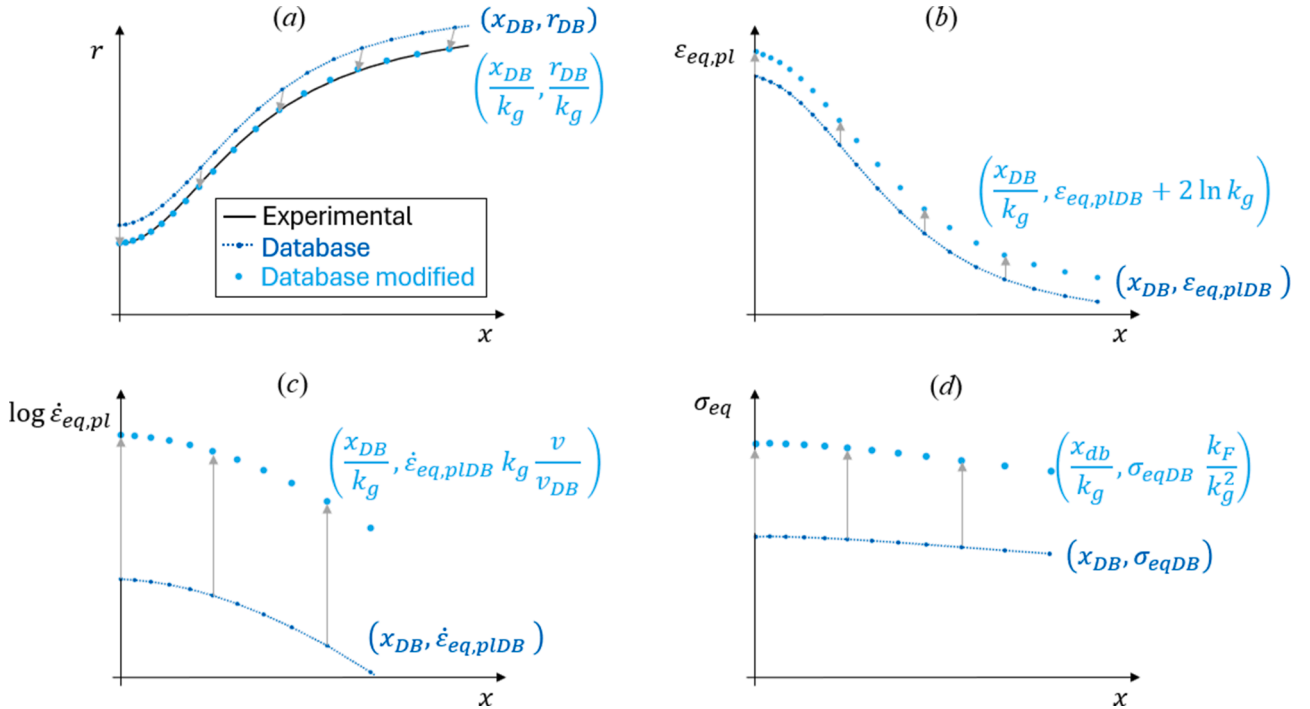 (a)
r
(x_DB, r_DB)
(x_DB/k_g, r_DB/k_g)
Experimental
Database
Database modified
x
(b)
ε_eq,pl
(x_DB/k_g, ε_eq,plDB + 2 ln k_g)
(x_DB, ε_eq,plDB)
x
(c)
log ε̇_eq,pl
(x_DB/k_g, ε̇_eq,plDB k_g v/v_DB)
(x_DB, ε̇_eq,plDB)
x
(d)
σ_eq
(x_db/k_g, σ_eqDB k_F/k_g^2)
(x_DB, σ_eqDB)
x